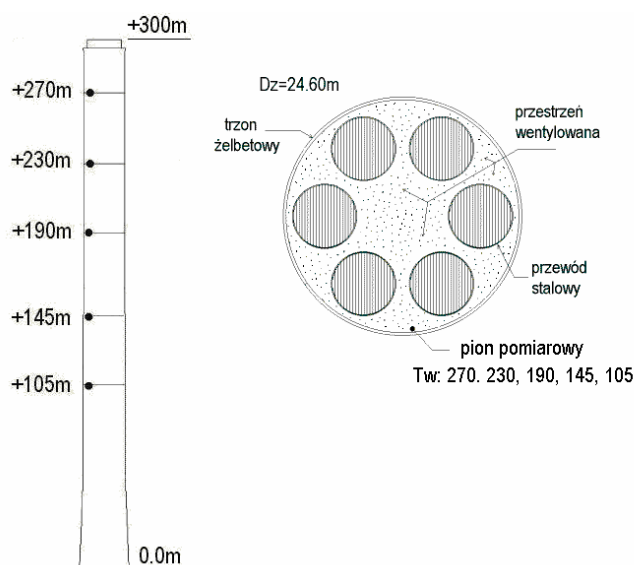 +300m
+270m
+230m
+190m
+145m
+105m
0.0m
Dz=24.60m
trzon
żelbetowy
przestrzeń
wentylowana
przewód
stalowy
pion pomiarowy
Tw: 270. 230, 190, 145, 105